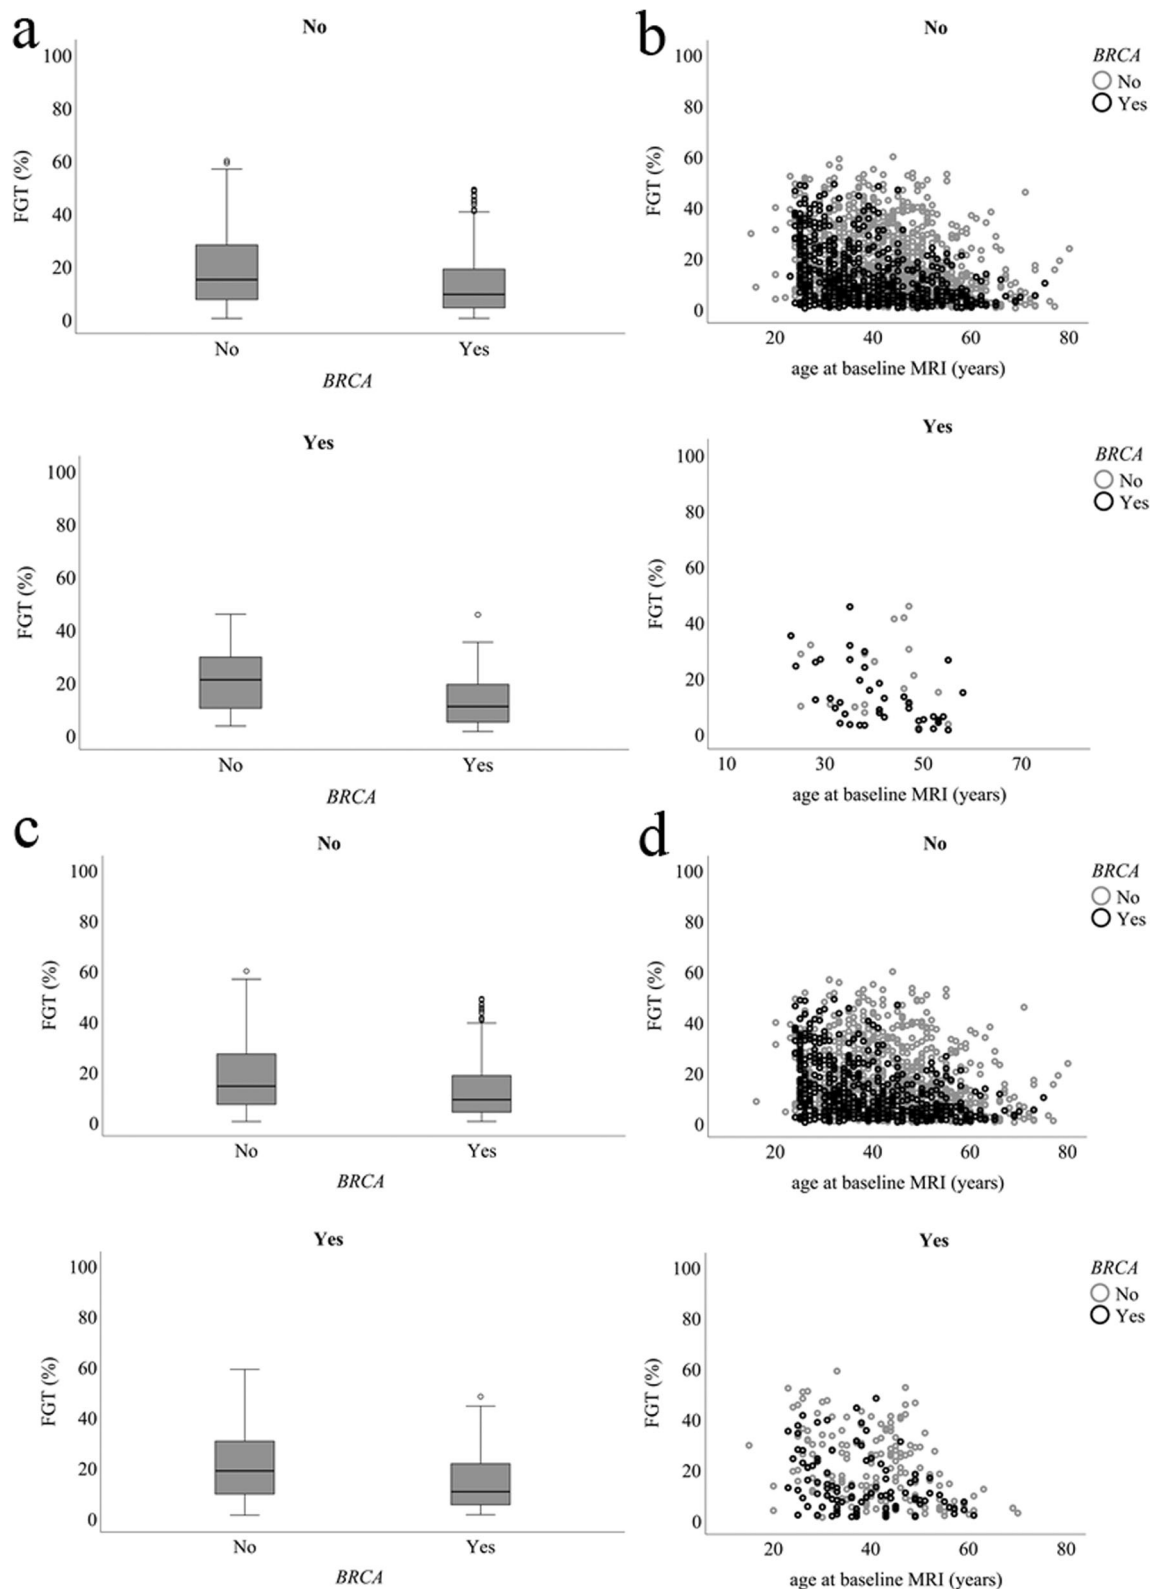 a
No
100
80
60
40
20
0
FGT (%)
No Yes
BRCA
b
No
100
80
60
40
20
0
FGT (%)
20 40 60 80
age at baseline MRI (years)
BRCA
No
Yes
Yes
100
80
60
40
20
0
FGT (%)
No Yes
BRCA
Yes
100
80
60
40
20
0
FGT (%)
10 30 50 70
age at baseline MRI (years)
BRCA
No
Yes
c
No
100
80
60
40
20
0
FGT (%)
No Yes
BRCA
d
No
100
80
60
40
20
0
FGT (%)
20 40 60 80
age at baseline MRI (years)
BRCA
No
Yes
Yes
100
80
60
40
20
0
FGT (%)
No Yes
BRCA
Yes
100
80
60
40
20
0
FGT (%)
20 40 60 80
age at baseline MRI (years)
BRCA
No
Yes